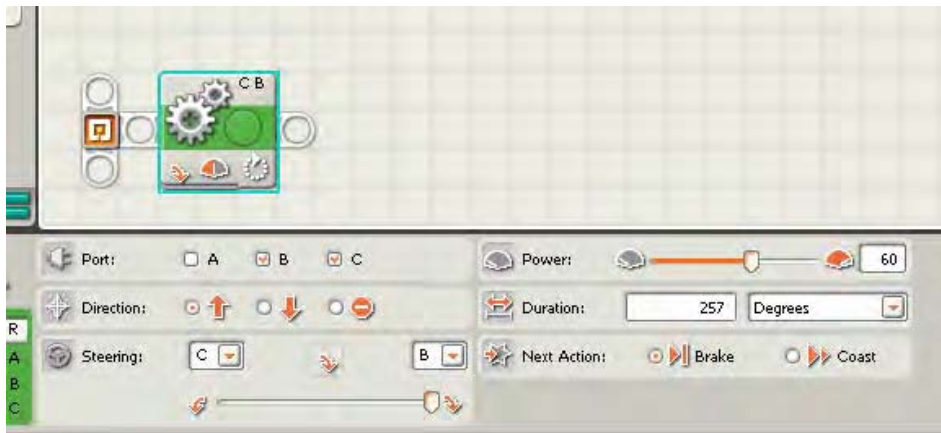 C B
Port: A B C
Power: 60
Direction:
Duration: 257 Degrees
R
A
B
C
Steering: C B
Next Action: Brake Coast